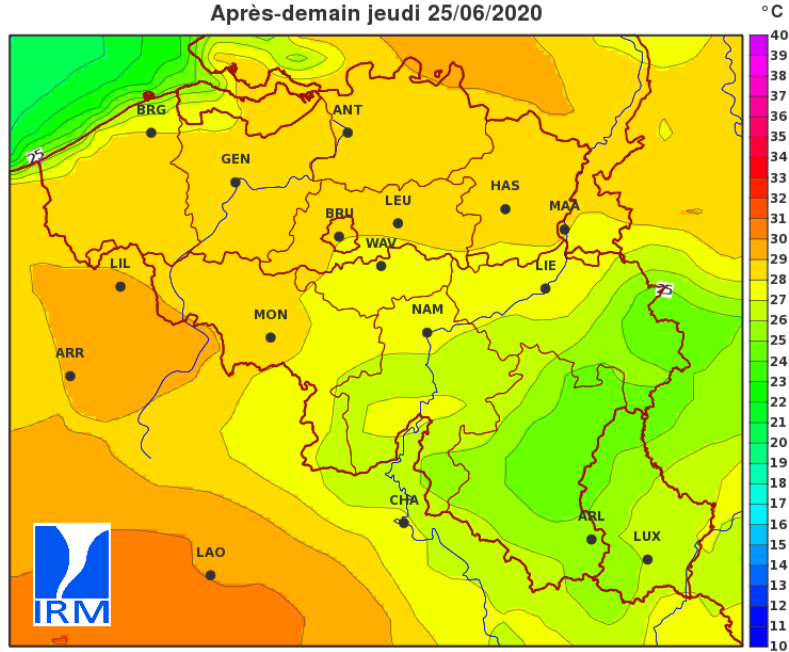 Après-demain jeudi 25/06/2020
°C
40
39
38
37
36
35
34
33
32
31
30
29
28
27
26
25
24
23
22
21
20
19
18
17
16
15
14
13
12
11
10
BRG
ANT
25
GEN
HAS
LEU
MAA
BRU
WAV
LIL
LIE
25
MON
NAM
ARR
CHA
ARL
LUX
LAO
IRM